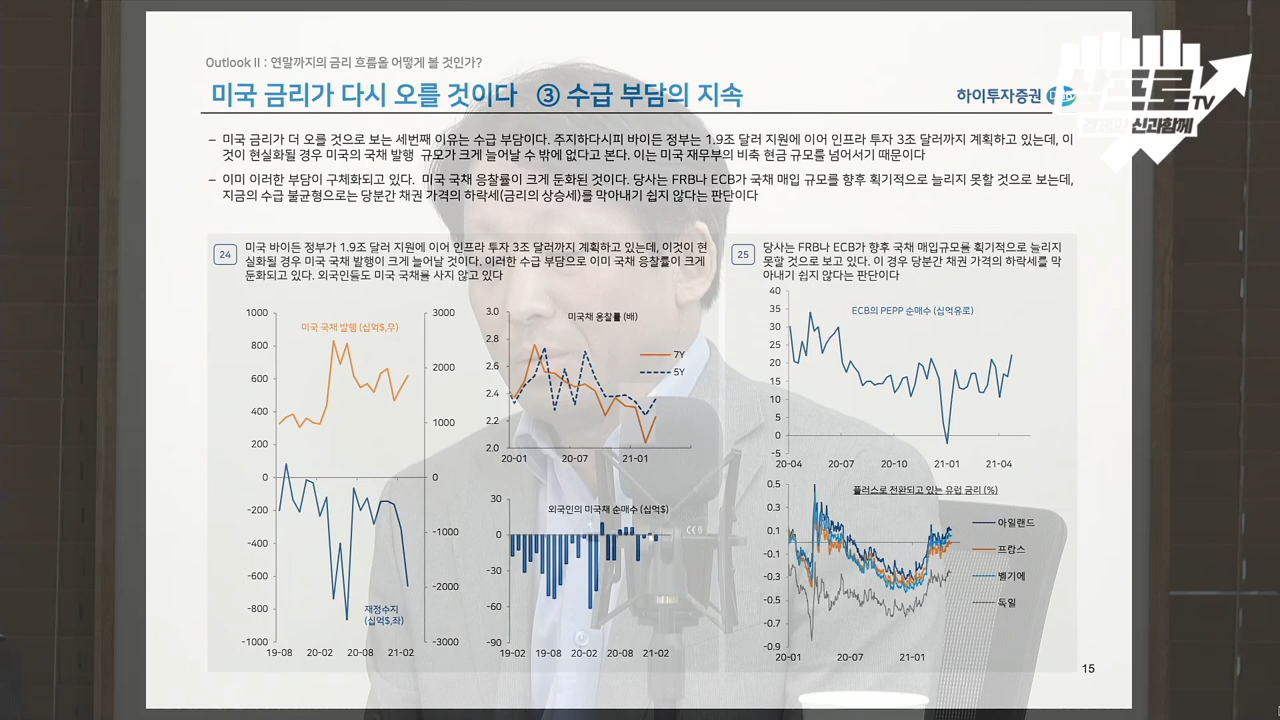 Outlook II : 연말까지의 금리 흐름을 어떻게 볼 것인가?
미국 금리가 다시 오를 것이다 ③ 수급 부담의 지속
하이투자증권
삼프로TV
경제의 신과함께
– 미국 금리가 더 오를 것으로 보는 세번째 이유는 수급 부담이다. 주지하다시피 바이든 정부는 1.9조 달러 지원에 이어 인프라 투자 3조 달러까지 계획하고 있는데, 이
것이 현실화될 경우 미국의 국채 발행 규모가 크게 늘어날 수 밖에 없다고 본다. 이는 미국 재무부의 비축 현금 규모를 넘어서기 때문이다
– 이미 이러한 부담이 구체화되고 있다. 미국 국채 응찰률이 크게 둔화된 것이다. 당사는 FRB나 ECB가 국채 매입 규모를 향후 획기적으로 늘리지 못할 것으로 보는데,
지금의 수급 불균형으로는 당분간 채권 가격의 하락세(금리의 상승세)를 막아내기 쉽지 않다는 판단이다
24
미국 바이든 정부가 1.9조 달러 지원에 이어 인프라 투자 3조 달러까지 계획하고 있는데, 이것이 현
실화될 경우 미국 국채 발행이 크게 늘어날 것이다. 이러한 수급 부담으로 이미 국채 응찰률이 크게
둔화되고 있다. 외국인들도 미국 국채를 사지 않고 있다
1000
800
600
400
200
0
-200
-400
-600
-800
-1000
미국 국채 발행 (십억$,우)
재정수지
(십억$,좌)
3000
2000
1000
0
-1000
-2000
-3000
19-08 20-02 20-08 21-02
미국채 응찰률 (배)
3.0
2.8
2.6
2.4
2.2
2.0
7Y
5Y
20-01 20-07 21-01
외국인의 미국채 순매수 (십억$)
30
0
-30
-60
-90
19-02 19-08 20-02 20-08 21-02
25
당사는 FRB나 ECB가 향후 국채 매입규모를 획기적으로 늘리지
못할 것으로 보고 있다. 이 경우 당분간 채권 가격의 하락세를 막
아내기 쉽지 않다는 판단이다
ECB의 PEPP 순매수 (십억유로)
40
35
30
25
20
15
10
5
0
-5
20-04 20-07 20-10 21-01 21-04
플러스로 전환되고 있는 유럽 금리 (%)
0.5
0.3
0.1
-0.1
-0.3
-0.5
-0.7
-0.9
아일랜드
프랑스
벨기에
독일
20-01 20-07 21-01
15